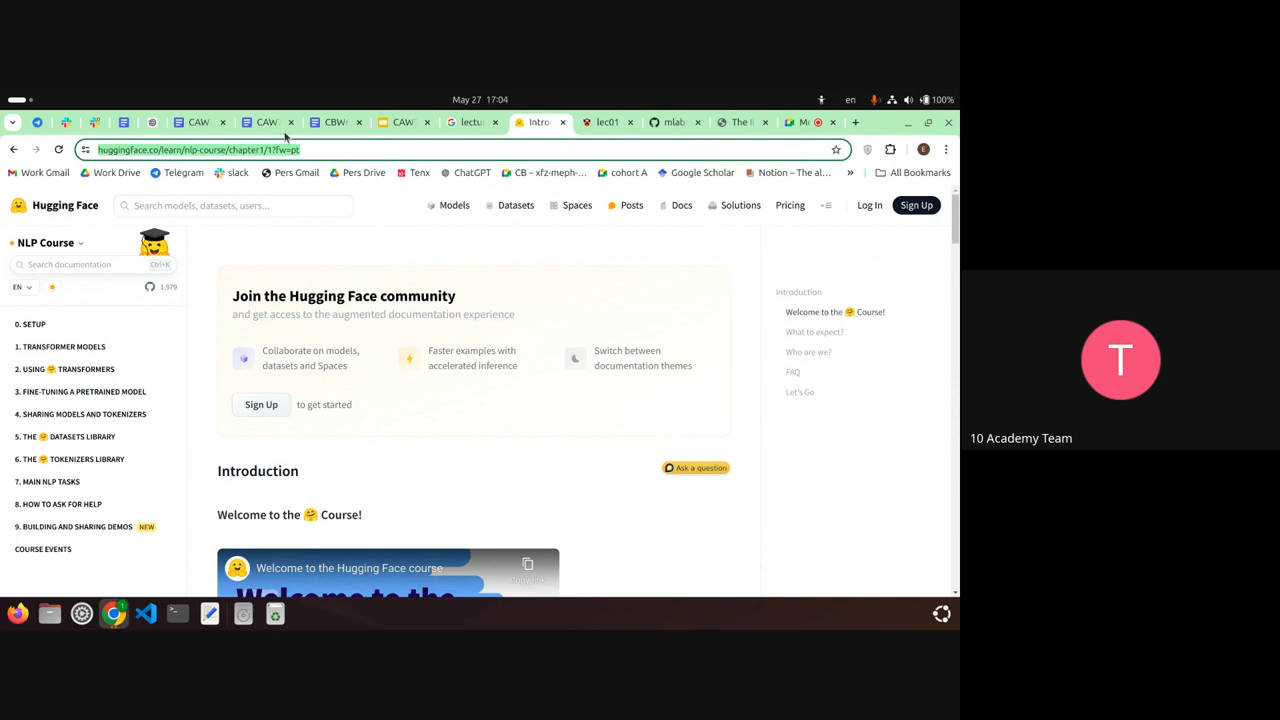 May 27 17:04
en
100%
CAW
CAW
CBW
CAW
lectu
Intro
lec01
mlab
The
Me
huggingface.co/learn/nlp-course/chapter1/1?fw=pt
Work Gmail
Work Drive
Telegram
slack
Pers Gmail
Pers Drive
Tenx
ChatGPT
CB – xfz-meph-...
cohort A
Google Scholar
Notion – The al...
All Bookmarks
Hugging Face
Search models, datasets, users...
Models
Datasets
Spaces
Posts
Docs
Solutions
Pricing
Log In
Sign Up
NLP Course
Search documentation
Ctrl+K
EN
1,979
0. SETUP
1. TRANSFORMER MODELS
2. USING 🤗 TRANSFORMERS
3. FINE-TUNING A PRETRAINED MODEL
4. SHARING MODELS AND TOKENIZERS
5. THE 🤗 DATASETS LIBRARY
6. THE 🤗 TOKENIZERS LIBRARY
7. MAIN NLP TASKS
8. HOW TO ASK FOR HELP
9. BUILDING AND SHARING DEMOS NEW
COURSE EVENTS
Join the Hugging Face community
and get access to the augmented documentation experience
Collaborate on models,
datasets and Spaces
Faster examples with
accelerated inference
Switch between
documentation themes
Sign Up to get started
Introduction
Ask a question
Welcome to the 🤗 Course!
Welcome to the Hugging Face course
Copy link
Welcome to the
Introduction
Welcome to the 🤗 Course!
What to expect?
Who are we?
FAQ
Let's Go
T
10 Academy Team